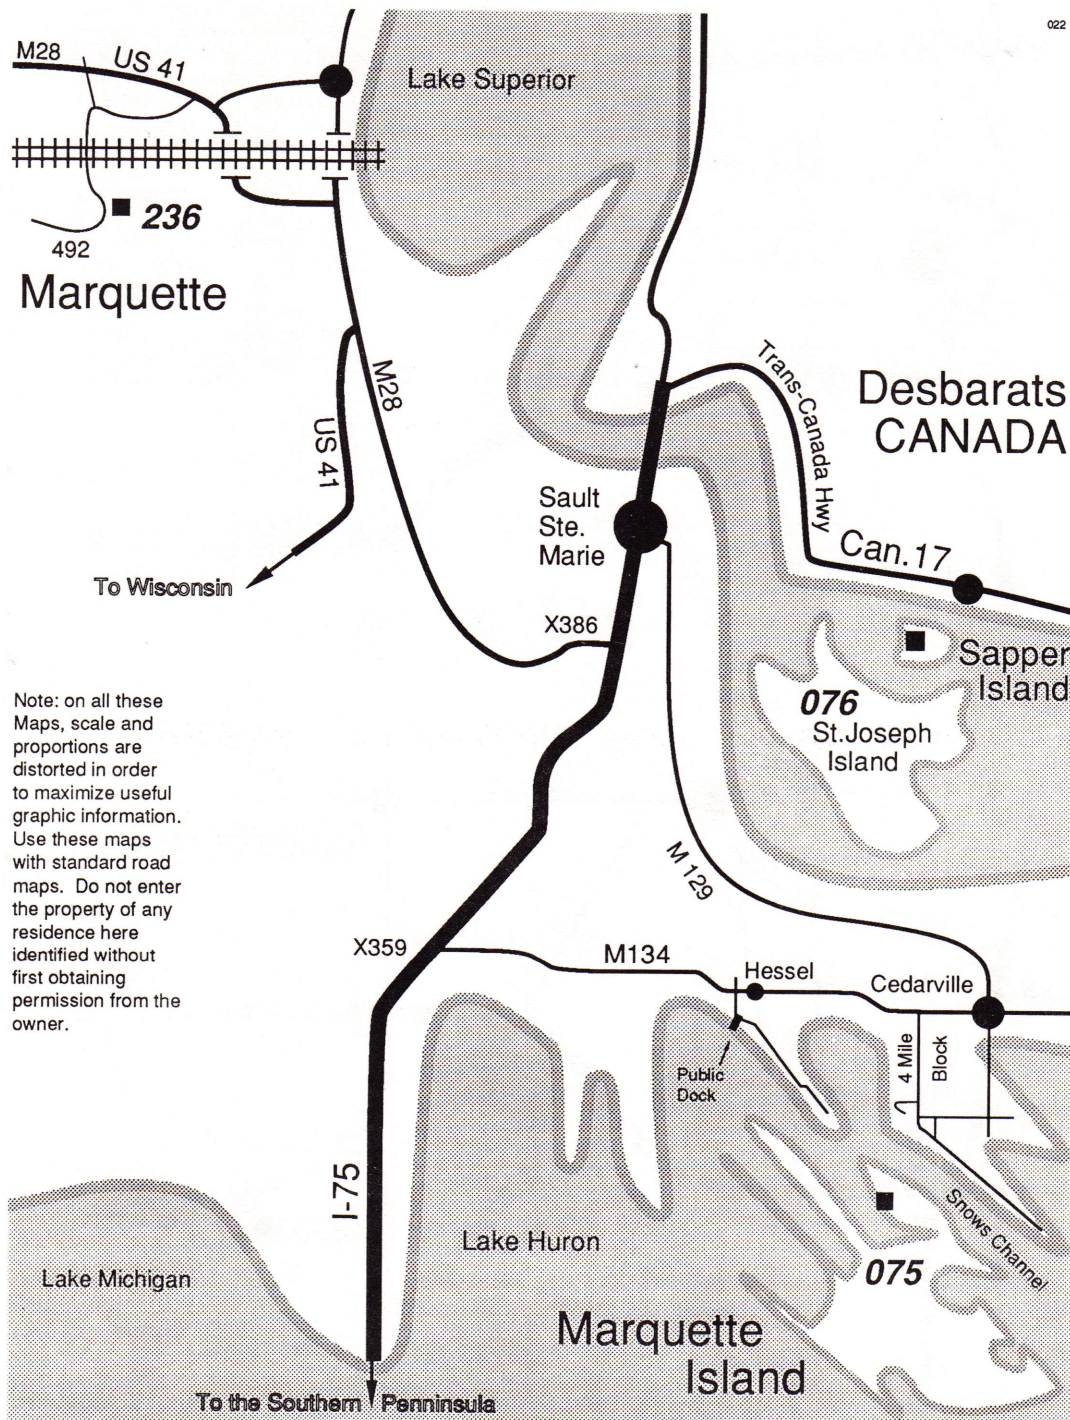 022
M28
US 41
Lake Superior
236
492
Marquette
M28
US 41
To Wisconsin
Trans-Canada Hwy
Desbarats
CANADA
Sault
Ste.
Marie
Can.17
X386
Sapper
Island
076
St.Joseph
Island
Note: on all these
Maps, scale and
proportions are
distorted in order
to maximize useful
graphic information.
Use these maps
with standard road
maps. Do not enter
the property of any
residence here
identified without
first obtaining
permission from the
owner.
M 129
X359
M134
Hessel
Cedarville
4 Mile
Block
Public
Dock
I-75
Snows Channel
Lake Huron
075
Lake Michigan
Marquette
Island
To the Southern Penninsula